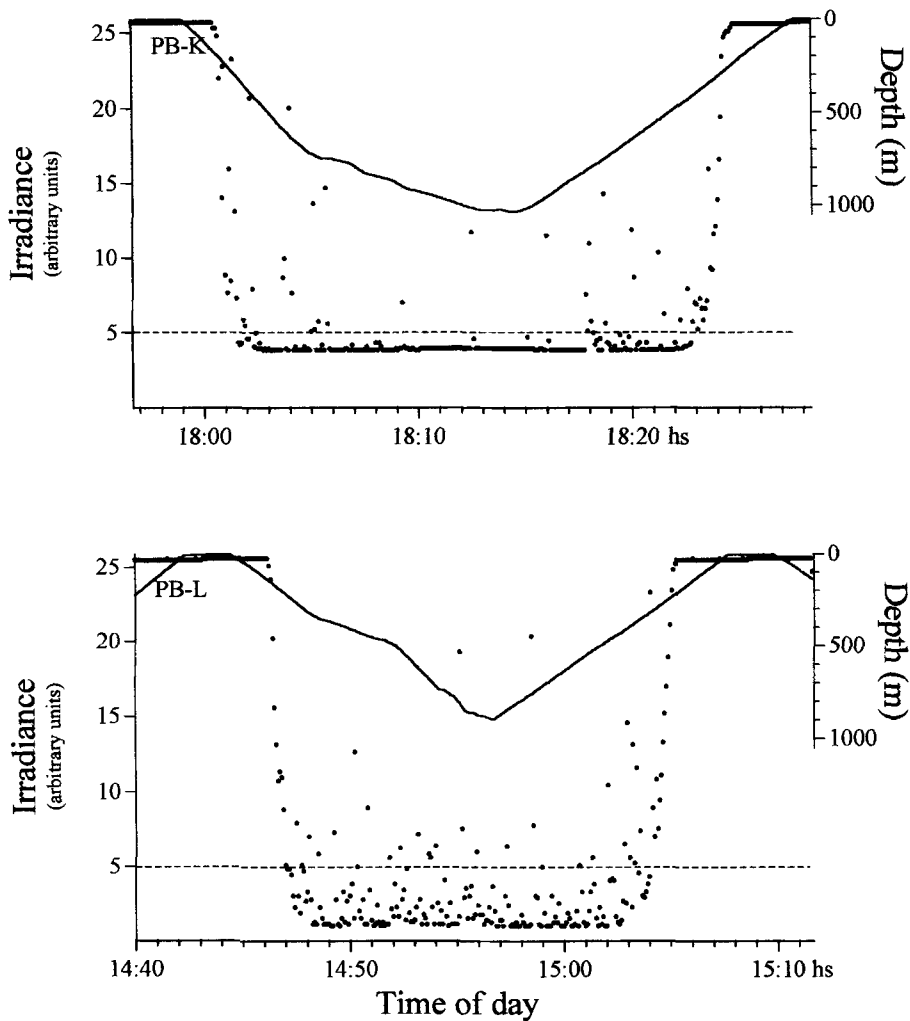 PB-K
Irradiance
(arbitrary units)
25
20
15
10
5
0
500
1000
Depth (m)
18:00
18:10
18:20 hs
PB-L
Irradiance
(arbitrary units)
25
20
15
10
5
0
500
1000
Depth (m)
14:40
14:50
15:00
15:10 hs
Time of day